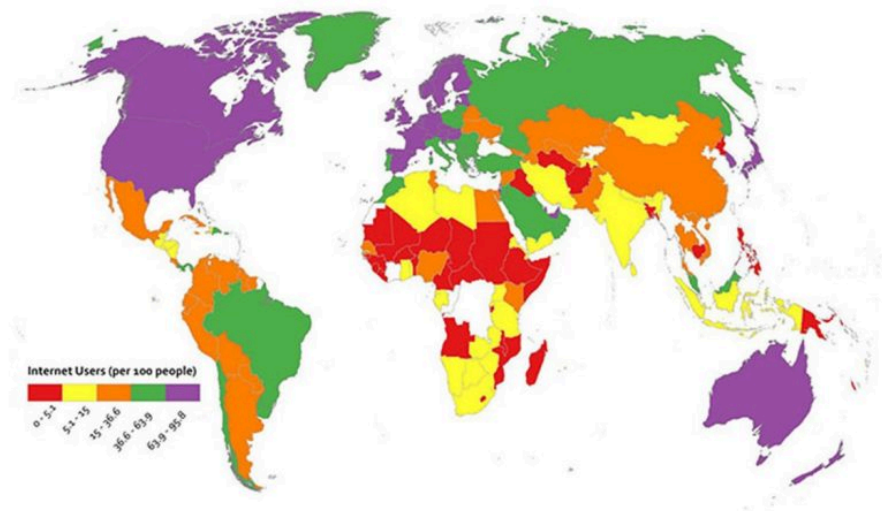 Internet Users (per 100 people)
0 - 5.1
5.1 - 15
15 - 36.6
36.6 - 63.9
63.9 - 95.8